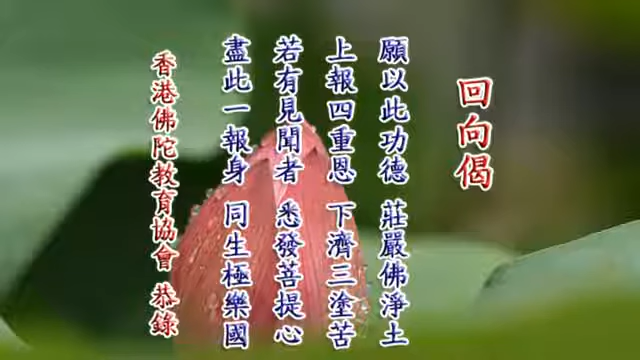 回向偈
願以此功德 莊嚴佛淨土
上報四重恩 下濟三塗苦
若有見聞者 悉發菩提心
盡此一報身 同生極樂國
香港佛陀教育協會 恭錄